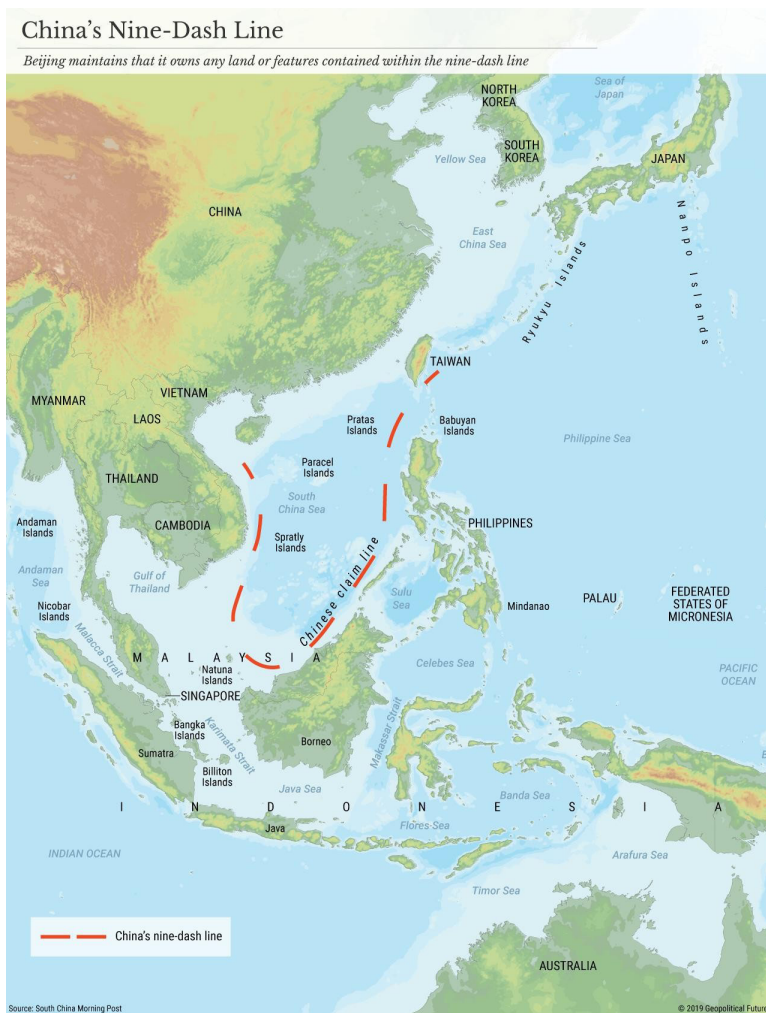 China's Nine-Dash Line
Beijing maintains that it owns any land or features contained within the nine-dash line
Sea of
Japan
NORTH
KOREA
SOUTH
KOREA
Yellow Sea
JAPAN
CHINA
East
China Sea
Nanpo Islands
Ryukyu Islands
TAIWAN
MYANMAR
VIETNAM
LAOS
Pratas
Islands
Babuyan
Islands
Philippine Sea
Paracel
Islands
THAILAND
South
China Sea
CAMBODIA
Andaman
Islands
PHILIPPINES
Spratly
Islands
Chinese claim line
Andaman
Sea
Gulf of
Thailand
Sulu
Sea
Nicobar
Islands
Mindanao
PALAU
FEDERATED
STATES OF
MICRONESIA
Malacca Strait
MALAYSIA
Celebes Sea
PACIFIC
OCEAN
Natuna
Islands
SINGAPORE
Bangka
Islands
Karimata Strait
Makassar Strait
Sumatra
Borneo
Billiton
Islands
Java Sea
Banda Sea
INDONESIA
Java
Flores Sea
INDIAN OCEAN
Arafura Sea
Timor Sea
China's nine-dash line
AUSTRALIA
Source: South China Morning Post
© 2019 Geopolitical Future